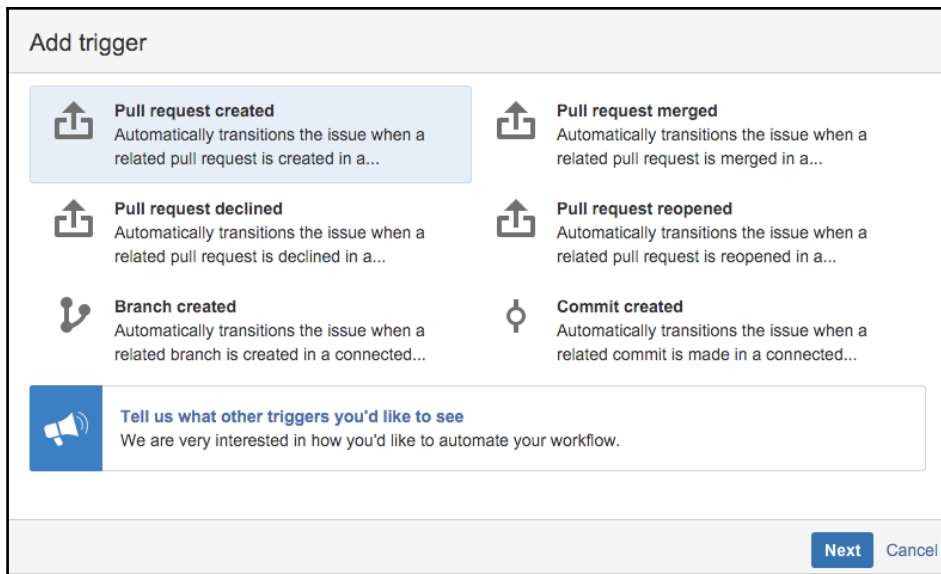 Add trigger
Pull request created
Automatically transitions the issue when a
related pull request is created in a...
Pull request merged
Automatically transitions the issue when a
related pull request is merged in a...
Pull request declined
Automatically transitions the issue when a
related pull request is declined in a...
Pull request reopened
Automatically transitions the issue when a
related pull request is reopened in a...
Branch created
Automatically transitions the issue when a
related branch is created in a connected...
Commit created
Automatically transitions the issue when a
related commit is made in a connected...
Tell us what other triggers you'd like to see
We are very interested in how you'd like to automate your workflow.
Next
Cancel